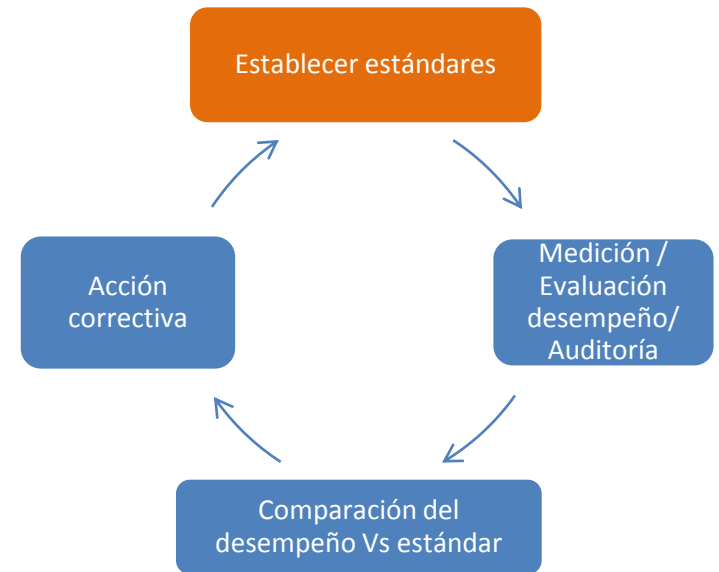 Establecer estándares
Medición /
Evaluación
desempeño/
Auditoría
Comparación del
desempeño Vs estándar
Acción
correctiva